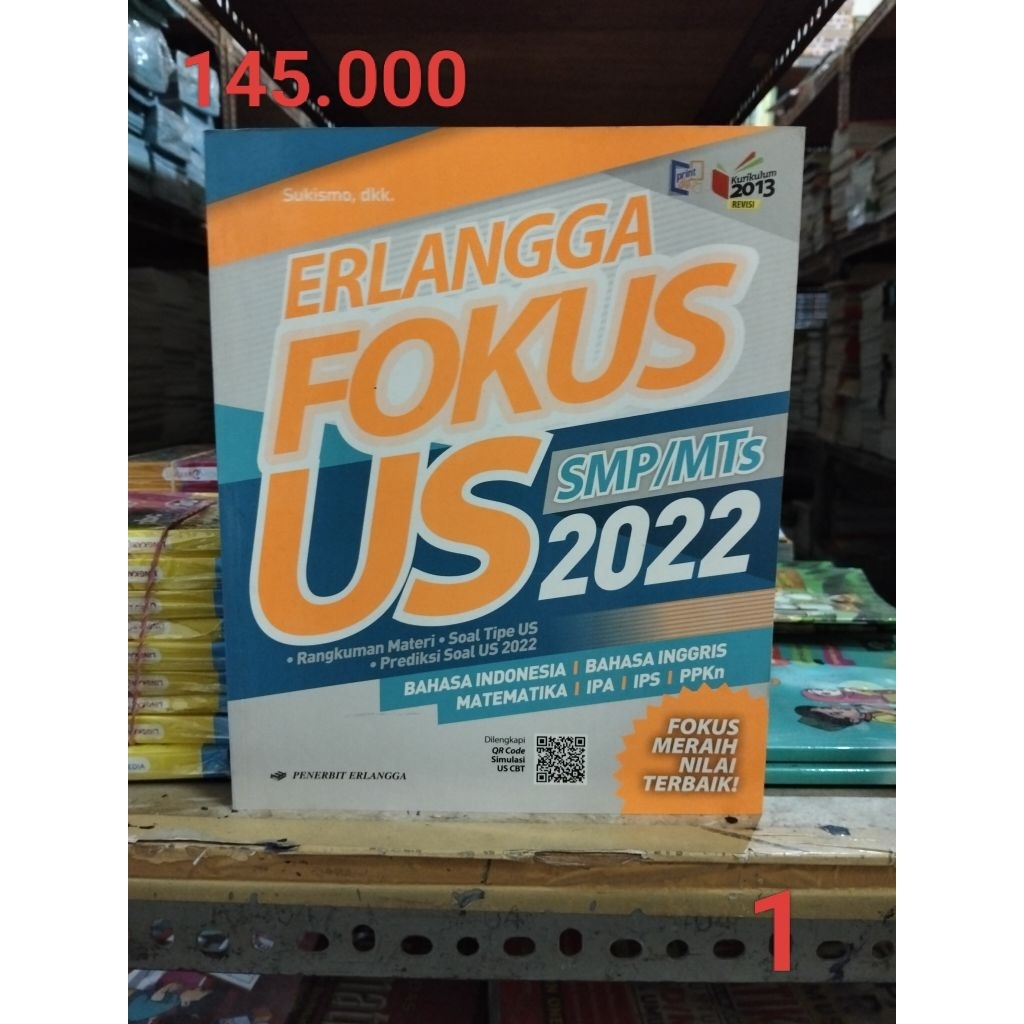 145.000
Sukismo, dkk.
print
Kurikulum
2013
REVISI
ERLANGGA
FOKUS
US
SMP/MTs
2022
• Rangkuman Materi • Soal Tipe US
• Prediksi Soal US 2022
BAHASA INDONESIA | BAHASA INGGRIS
MATEMATIKA | IPA | IPS | PPKn
FOKUS
MERAIH
NILAI
TERBAIK!
Dilengkapi
QR Code
Simulasi
US CBT
PENERBIT ERLANGGA
1